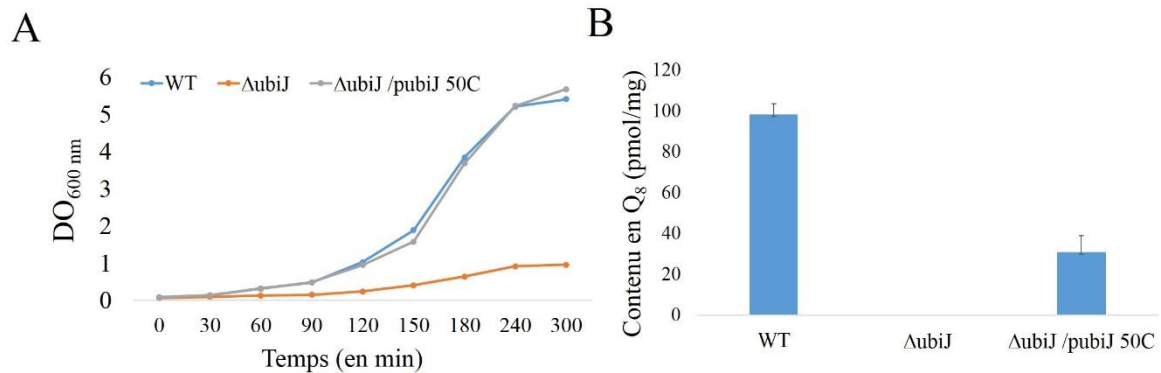 A
WT ΔubiJ ΔubiJ /pubiJ 50C
6
5
4
3
2
1
0
DO600 nm
0 30 60 90 120 150 180 240 300
Temps (en min)
B
120
100
80
60
40
20
0
Contenu en Q8 (pmol/mg)
WT ΔubiJ ΔubiJ /pubiJ 50C